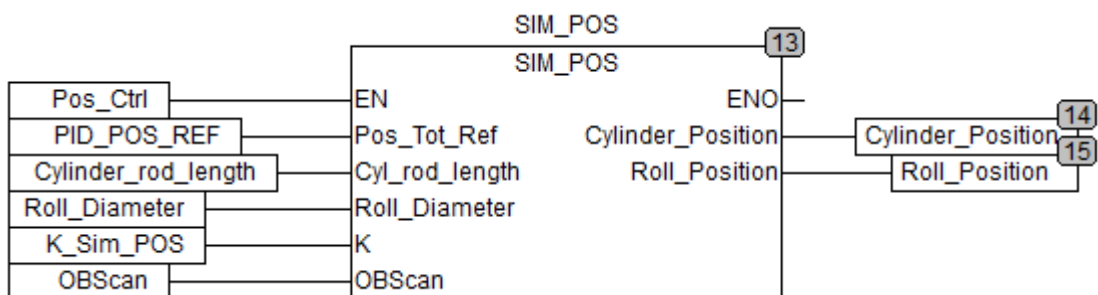 SIM_POS
13
SIM_POS
Pos_Ctrl EN ENO
14
PID_POS_REF Pos_Tot_Ref Cylinder_Position Cylinder_Position
15
Cylinder_rod_length Cyl_rod_length Roll_Position Roll_Position
Roll_Diameter Roll_Diameter
K_Sim_POS K
OBScan OBScan